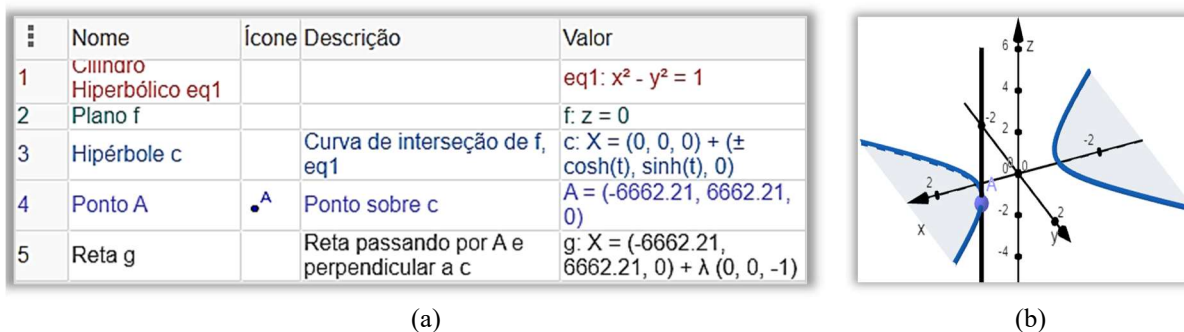 Nome Ícone Descrição Valor
1 Cilindro Hiperbólico eq1 eq1: x² - y² = 1
2 Plano f f: z = 0
3 Hipérbole c Curva de interseção de f, eq1 c: X = (0, 0, 0) + (± cosh(t), sinh(t), 0)
4 Ponto A A Ponto sobre c A = (-6662.21, 6662.21, 0)
5 Reta g Reta passando por A e perpendicular a c g: X = (-6662.21, 6662.21, 0) + λ (0, 0, -1)
(a)
6 z
4
-2 2
-2
0 0
2 A
-2 2
x y
-4
(b)